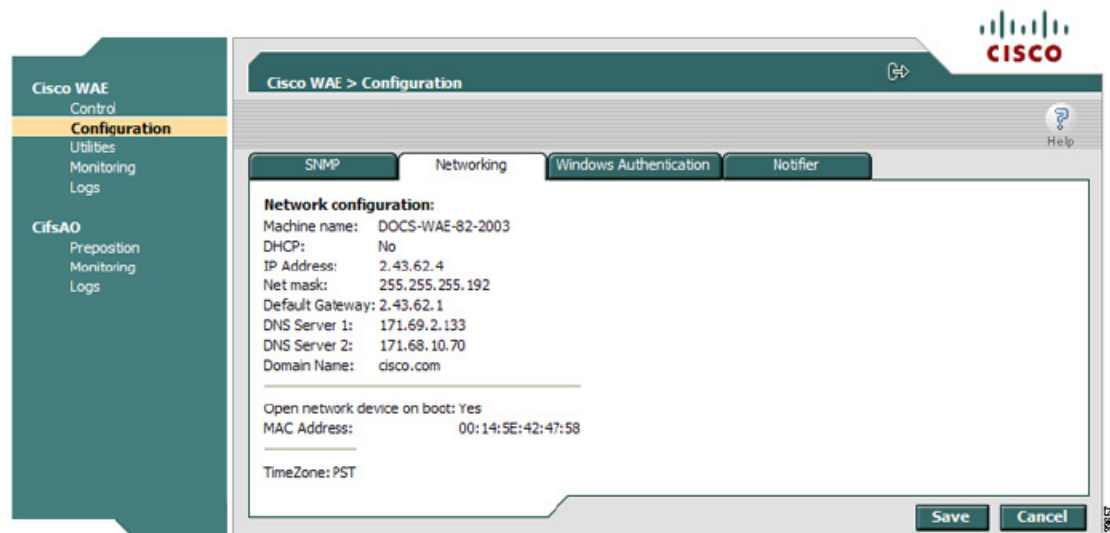 CISCO
Cisco WAE
Control
Configuration
Utilities
Monitoring
Logs
CifsAO
Preposition
Monitoring
Logs
Cisco WAE > Configuration
Help
SNMP
Networking
Windows Authentication
Notifier
Network configuration:
Machine name: DOCS-WAE-82-2003
DHCP: No
IP Address: 2.43.62.4
Net mask: 255.255.255.192
Default Gateway: 2.43.62.1
DNS Server 1: 171.69.2.133
DNS Server 2: 171.68.10.70
Domain Name: cisco.com
Open network device on boot: Yes
MAC Address: 00:14:5E:42:47:58
TimeZone: PST
Save
Cancel